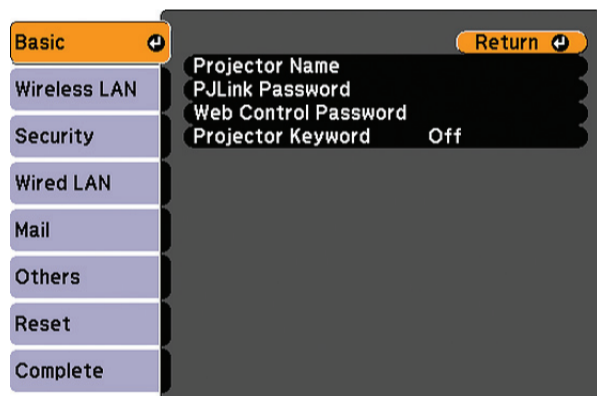 Basic
Wireless LAN
Security
Wired LAN
Mail
Others
Reset
Complete
Return
Projector Name
PJLink Password
Web Control Password
Projector Keyword Off